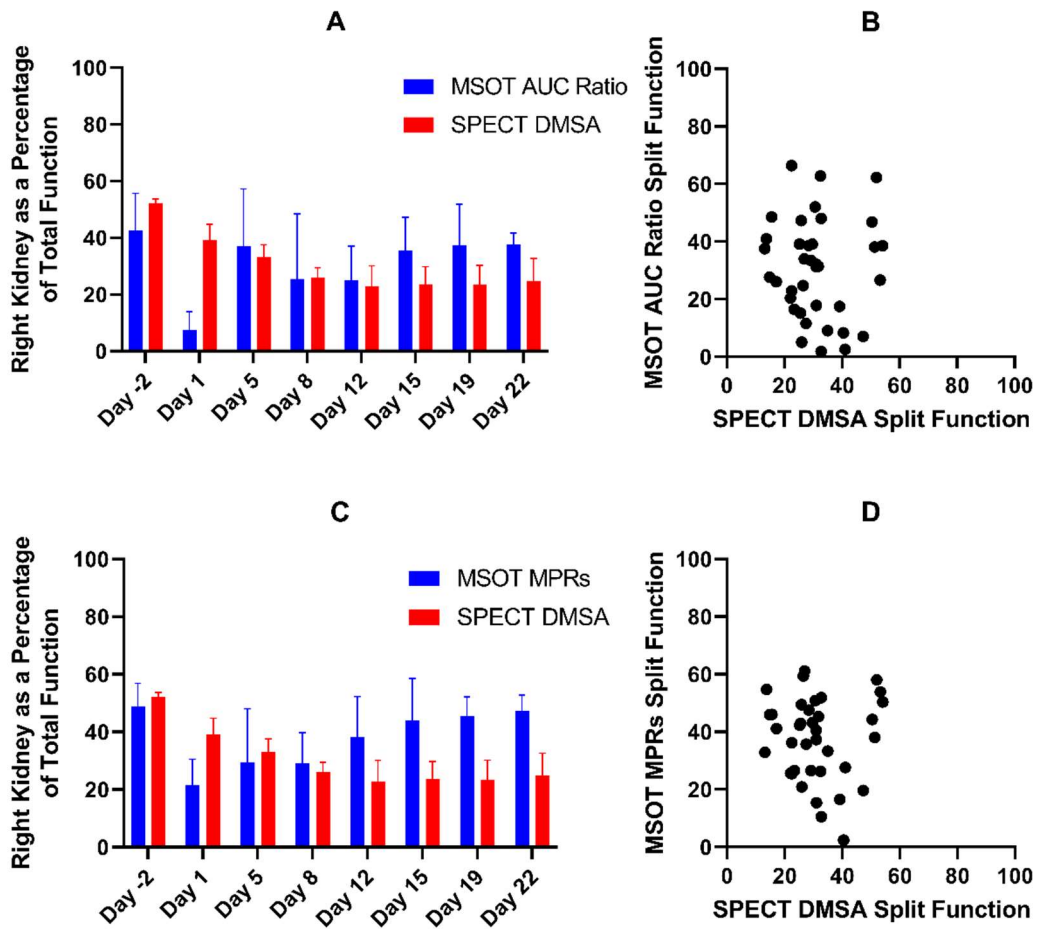 A
Right Kidney as a Percentage
of Total Function
100
80
60
40
20
0
MSOT AUC Ratio
SPECT DMSA
Day -2
Day 1
Day 5
Day 8
Day 12
Day 15
Day 19
Day 22
B
MSOT AUC Ratio Split Function
100
80
60
40
20
0
0 20 40 60 80 100
SPECT DMSA Split Function
C
Right Kidney as a Percentage
of Total Function
100
80
60
40
20
0
MSOT MPRs
SPECT DMSA
Day -2
Day 1
Day 5
Day 8
Day 12
Day 15
Day 19
Day 22
D
MSOT MPRs Split Function
100
80
60
40
20
0
0 20 40 60 80 100
SPECT DMSA Split Function